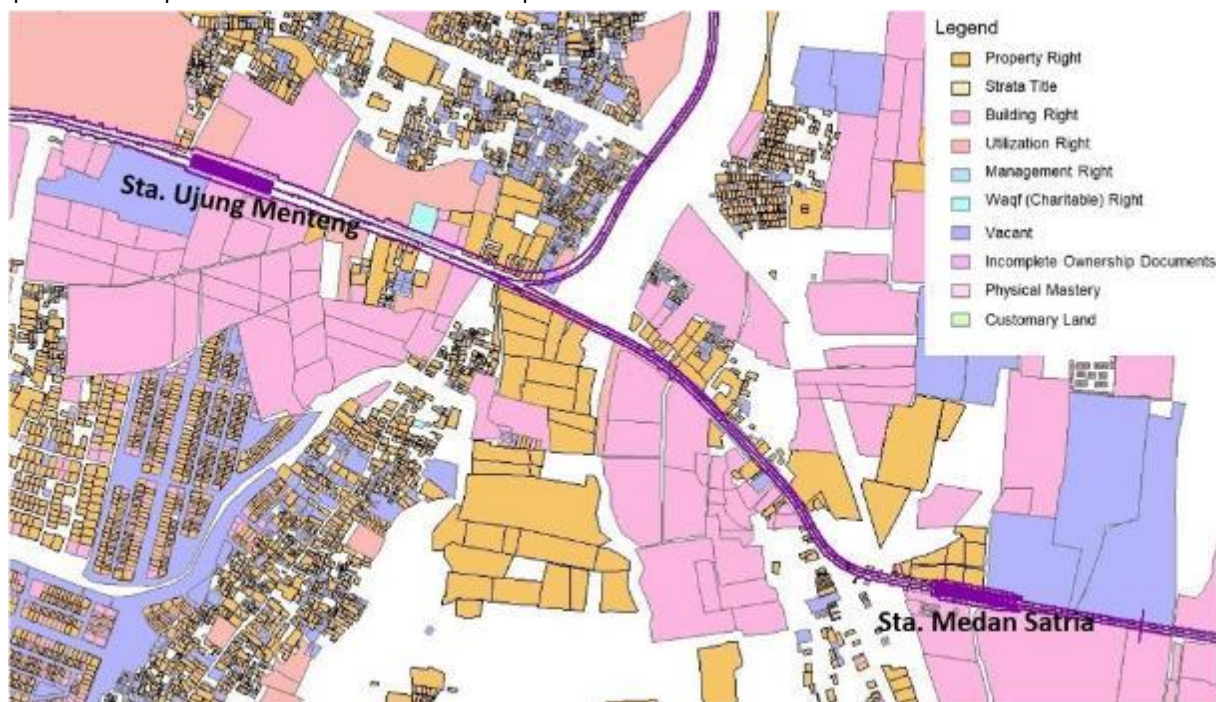 Legend
Property Right
Strata Title
Building Right
Utilization Right
Management Right
Waqf (Charitable) Right
Vacant
Incomplete Ownership Documents
Physical Mastery
Customary Land
Sta. Ujung Menteng
Sta. Medan Satria